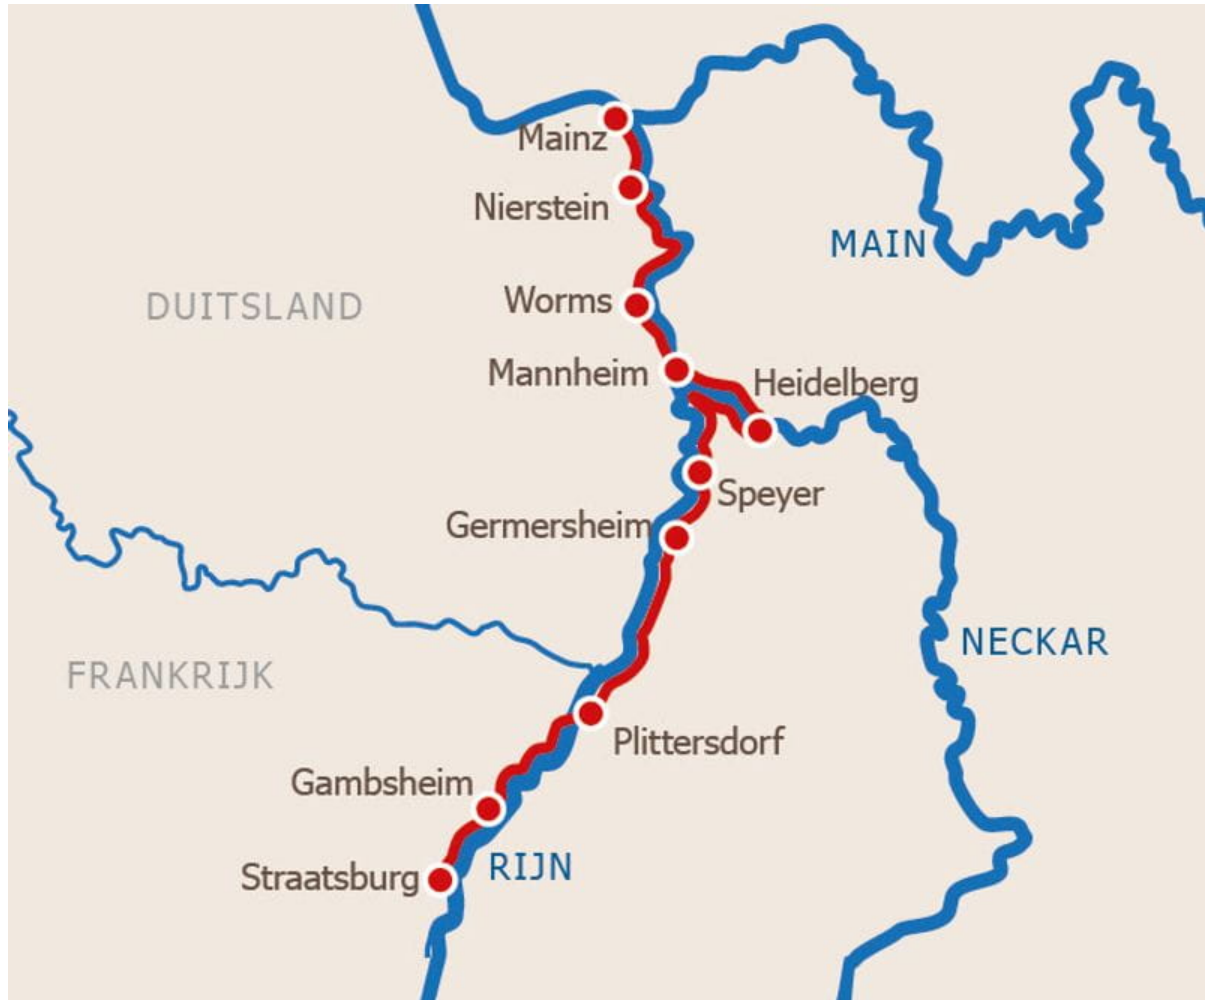 Mainz
Nierstein
MAIN
DUITSLAND
Worms
Mannheim
Heidelberg
Speyer
Germersheim
NECKAR
FRANKRIJK
Plittersdorf
Gambsheim
RIJN
Straatsburg